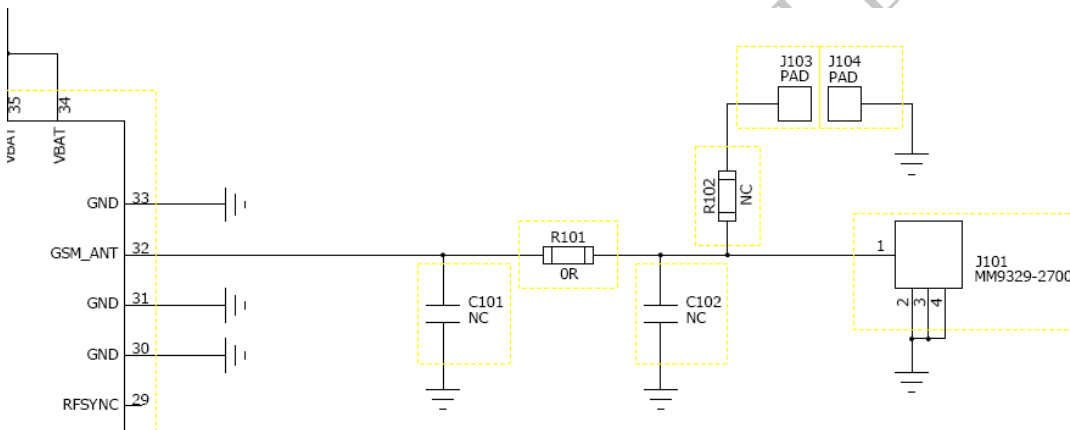 J103 J104
PAD PAD
35
34
VBAT
VBAT
R102
NC
GND 33
GSM_ANT 32
R101
0R
1
J101
MM9329-2700
GND 31
C101
NC
C102
NC
2
3
4
GND 30
RFSYNC 29